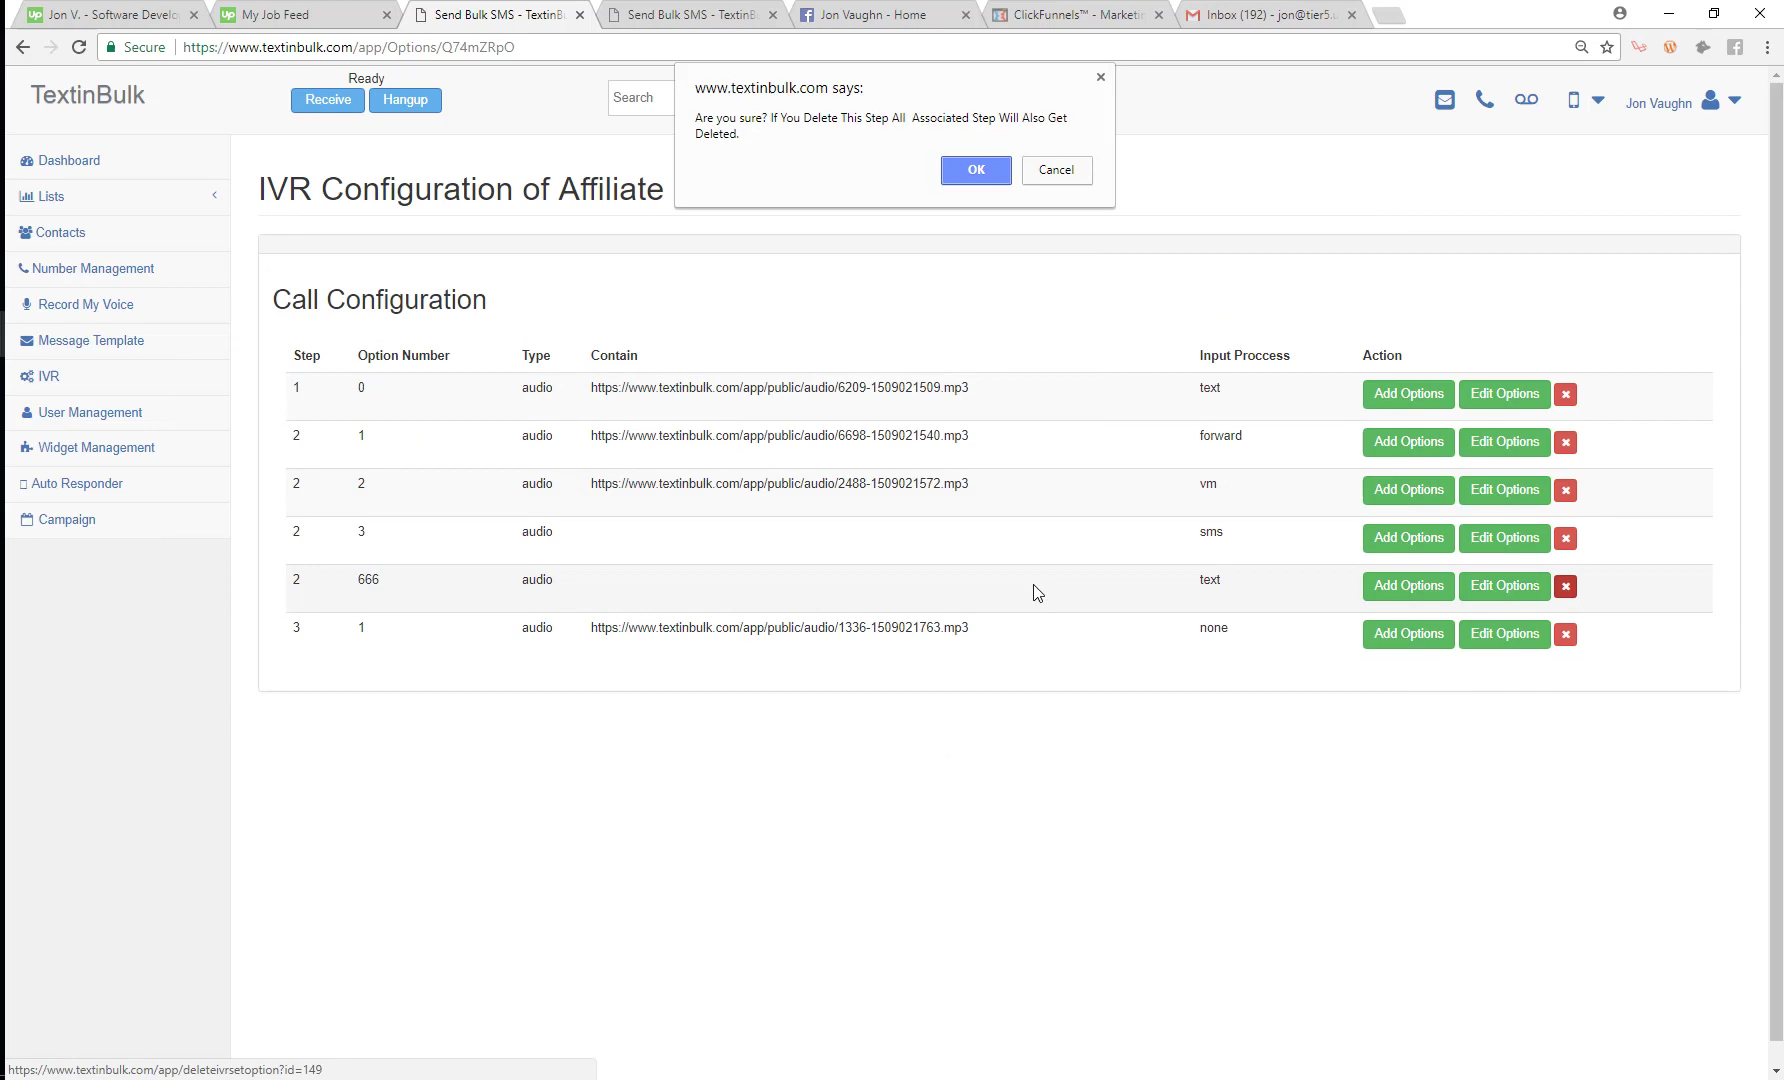 Jon V. - Software Develo
My Job Feed
Send Bulk SMS - TextinBu
Send Bulk SMS - TextinBu
Jon Vaughn - Home
ClickFunnels™ - Marketin
Inbox (192) - jon@tier5.u
Secure
https://www.textinbulk.com/app/Options/Q74mZRpO
TextinBulk
Ready
Receive
Hangup
Search
www.textinbulk.com says:
Are you sure? If You Delete This Step All  Associated Step Will Also Get
Deleted.
OK
Cancel
Jon Vaughn
Dashboard
Lists
Contacts
Number Management
Record My Voice
Message Template
IVR
User Management
Widget Management
Auto Responder
Campaign
IVR Configuration of Affiliate
Call Configuration
Step Option Number Type Contain Input Proccess Action
1 0 audio https://www.textinbulk.com/app/public/audio/6209-1509021509.mp3 text Add Options Edit Options
2 1 audio https://www.textinbulk.com/app/public/audio/6698-1509021540.mp3 forward Add Options Edit Options
2 2 audio https://www.textinbulk.com/app/public/audio/2488-1509021572.mp3 vm Add Options Edit Options
2 3 audio sms Add Options Edit Options
2 666 audio text Add Options Edit Options
3 1 audio https://www.textinbulk.com/app/public/audio/1336-1509021763.mp3 none Add Options Edit Options
https://www.textinbulk.com/app/deleteivrsetoption?id=149